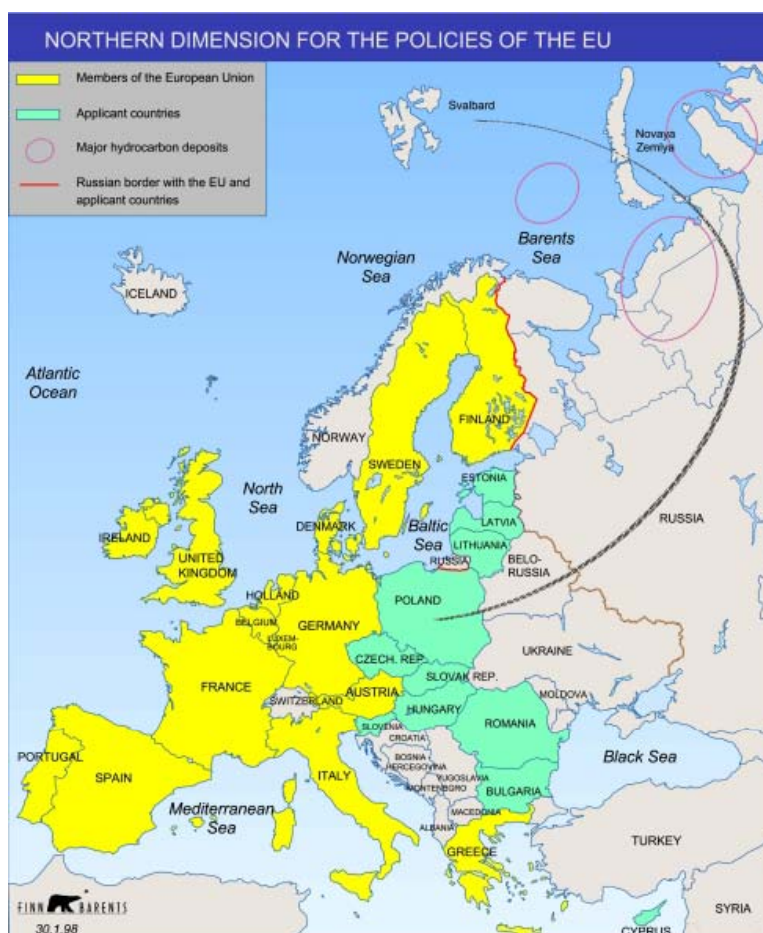 NORTHERN DIMENSION FOR THE POLICIES OF THE EU
Members of the European Union
Applicant countries
Major hydrocarbon deposits
Russian border with the EU and
applicant countries
Svalbard
Novaya
Zemlya
Barents
Sea
Norwegian
Sea
ICELAND
Atlantic
Ocean
FINLAND
NORWAY
SWEDEN
ESTONIA
North
Sea
RUSSIA
DENMARK
Baltic
Sea
LATVIA
IRELAND
LITHUANIA
UNITED
KINGDOM
RUSSIA
BELO-
RUSSIA
HOLLAND
POLAND
BELGIUM
GERMANY
LUXEM-
BOURG
UKRAINE
CZECH. REP.
SLOVAK REP.
FRANCE
AUSTRIA
MOLDOVA
SWITZERLAND
HUNGARY
ROMANIA
SLOVENIA
CROATIA
PORTUGAL
BOSNIA
HERCEGOVINA
Black Sea
SPAIN
ITALY
YUGOSLAVIA
MONTENBGRO
BULGARIA
Mediterranean
Sea
MACEDONIA
ALBANIA
TURKEY
GREECE
FINN BARENTS
SYRIA
30.1.98
CYPRUS